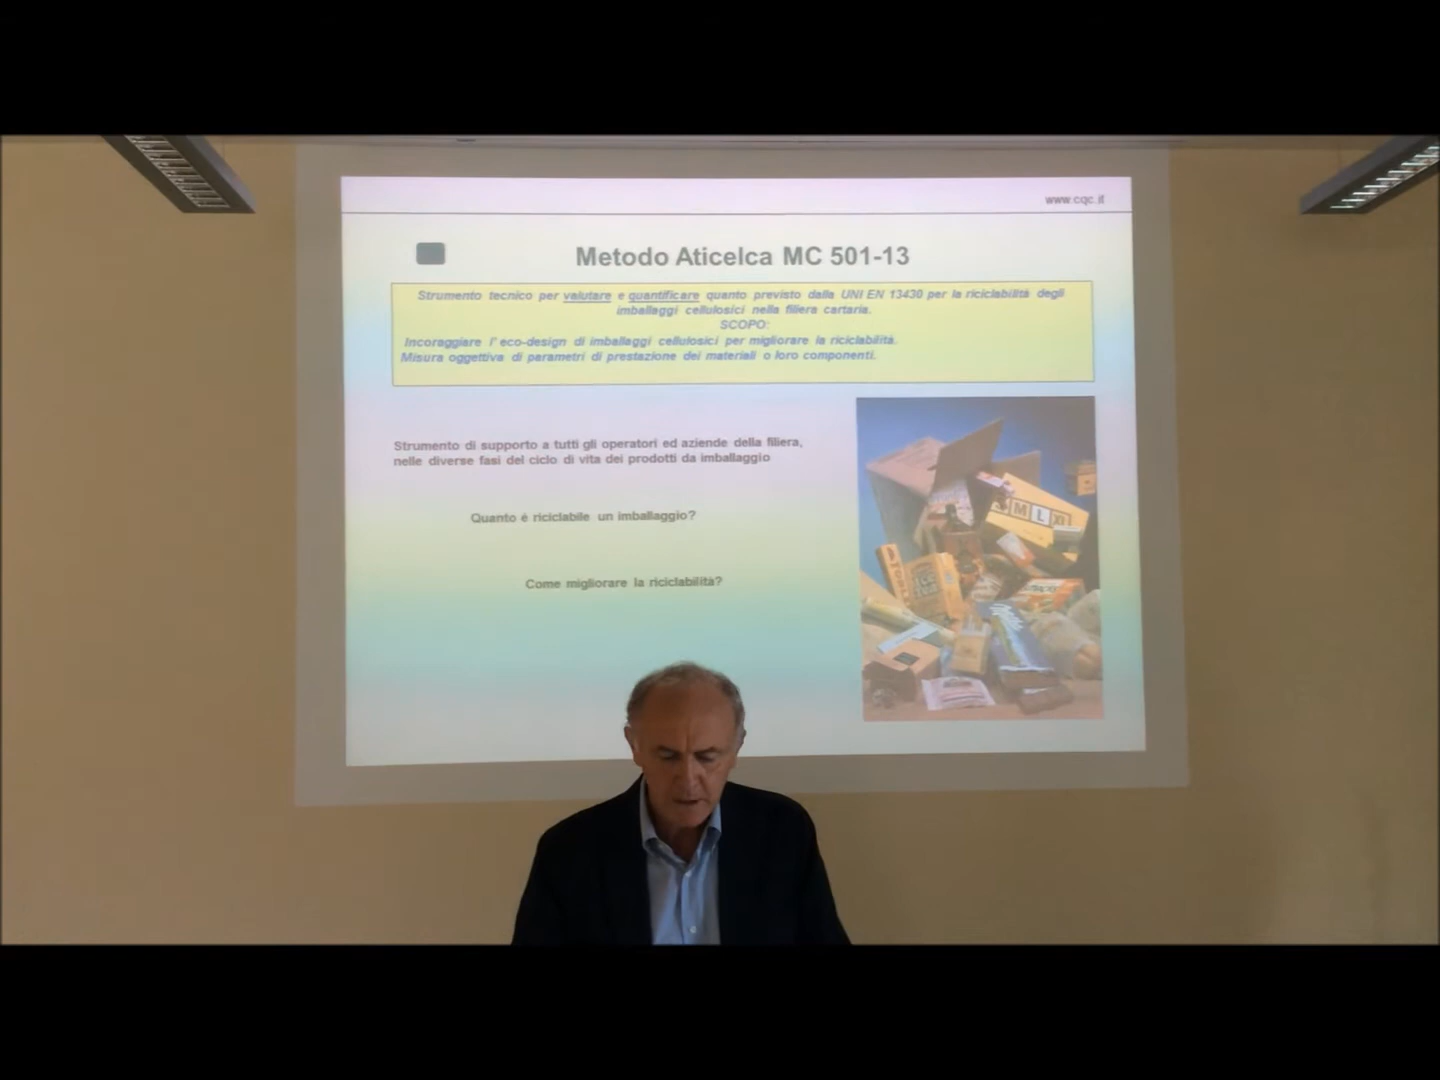 www.cqc.it
Metodo Aticelca MC 501-13
Strumento tecnico per valutare e quantificare quanto previsto dalla UNI EN 13430 per la riciclabilità degli
imballaggi cellulosici nella filiera cartaria.
SCOPO:
Incoraggiare l' eco-design di imballaggi cellulosici per migliorare la riciclabilità.
Misura oggettiva di parametri di prestazione dei materiali o loro componenti.
Strumento di supporto a tutti gli operatori ed aziende della filiera,
nelle diverse fasi del ciclo di vita dei prodotti da imballaggio
Quanto è riciclabile un imballaggio?
Come migliorare la riciclabilità?